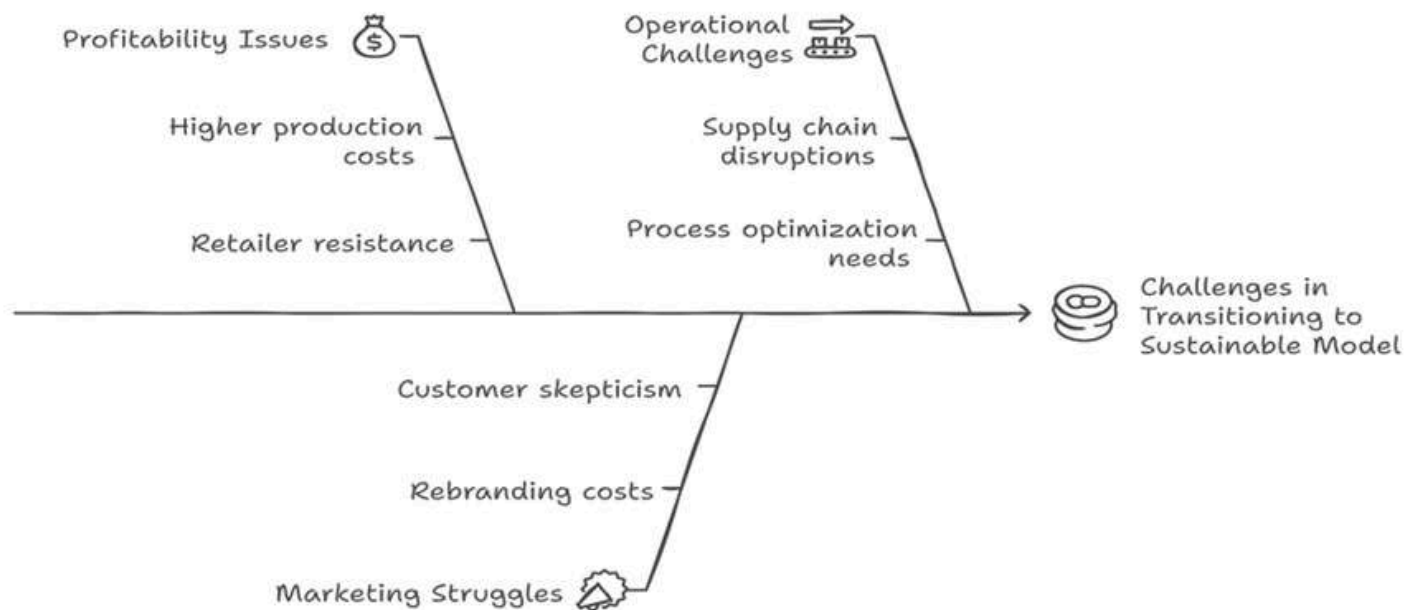 Profitability Issues
$
Higher production
costs
Retailer resistance
Operational
Challenges
Supply chain
disruptions
Process optimization
needs
Challenges in
Transitioning to
Sustainable Model
Customer skepticism
Rebranding costs
Marketing Struggles